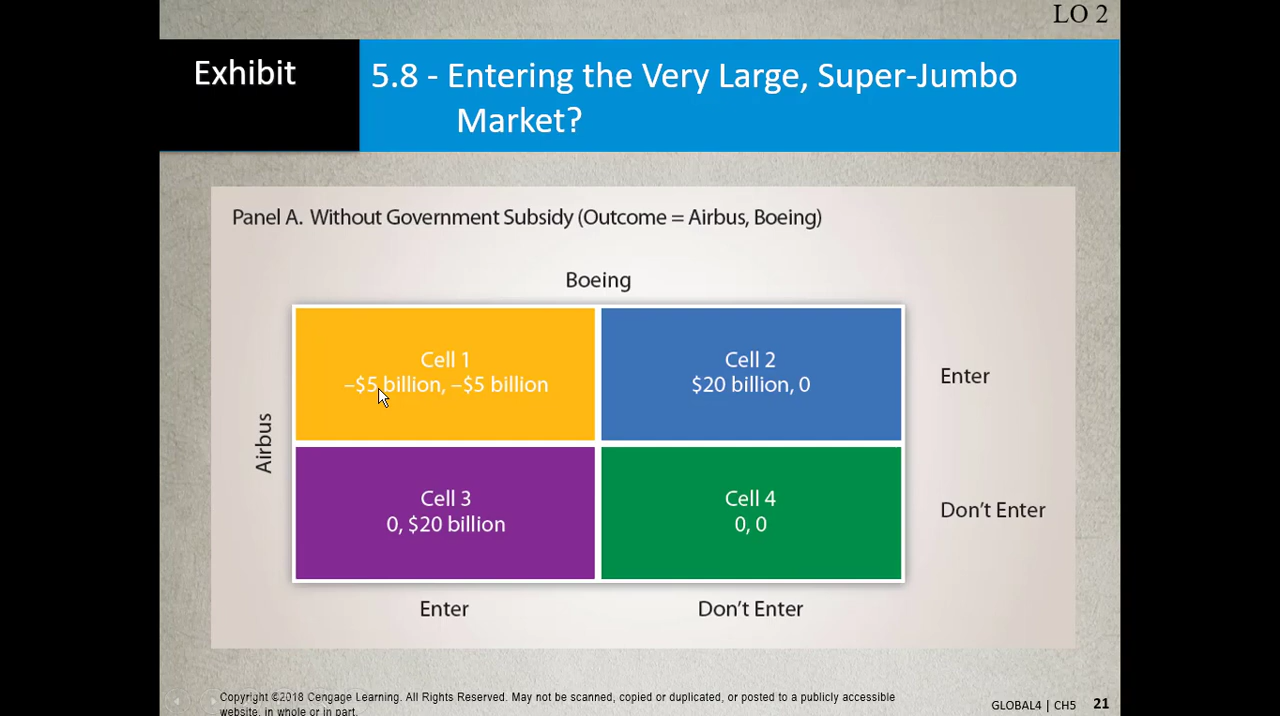 LO 2
Exhibit
5.8 - Entering the Very Large, Super-Jumbo
Market?
Panel A. Without Government Subsidy (Outcome = Airbus, Boeing)
Boeing
Airbus
Cell 1
–$5 billion, –$5 billion
Cell 2
$20 billion, 0
Enter
Cell 3
0, $20 billion
Cell 4
0, 0
Don't Enter
Enter
Don't Enter
Copyright ©2018 Cengage Learning. All Rights Reserved. May not be scanned, copied or duplicated, or posted to a publicly accessible
website, in whole or in part.
GLOBAL4 | CH5
21